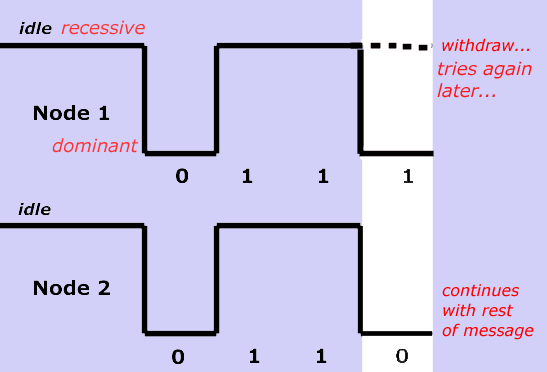 idle recessive
withdraw...
tries again
later...
Node 1
dominant
0 1 1 1
idle
Node 2
continues
with rest
of message
0 1 1 0